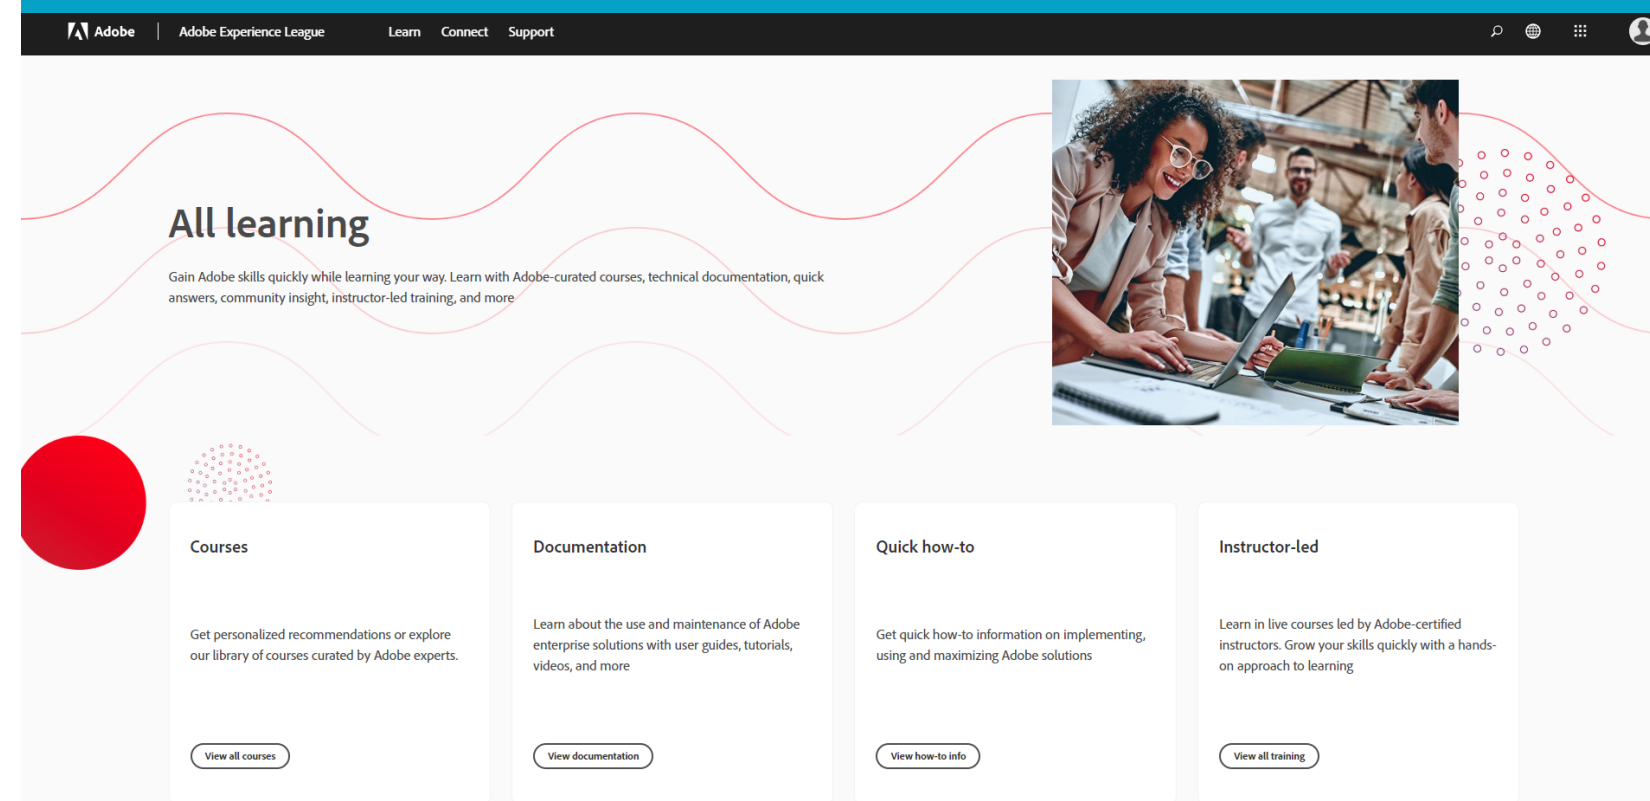 Adobe
Adobe Experience League
Learn
Connect
Support
All learning
Gain Adobe skills quickly while learning your way. Learn with Adobe-curated courses, technical documentation, quick
answers, community insight, instructor-led training, and more
Courses
Get personalized recommendations or explore
our library of courses curated by Adobe experts.
View all courses
Documentation
Learn about the use and maintenance of Adobe
enterprise solutions with user guides, tutorials,
videos, and more
View documentation
Quick how-to
Get quick how-to information on implementing,
using and maximizing Adobe solutions
View how-to info
Instructor-led
Learn in live courses led by Adobe-certified
instructors. Grow your skills quickly with a hands-
on approach to learning
View all training